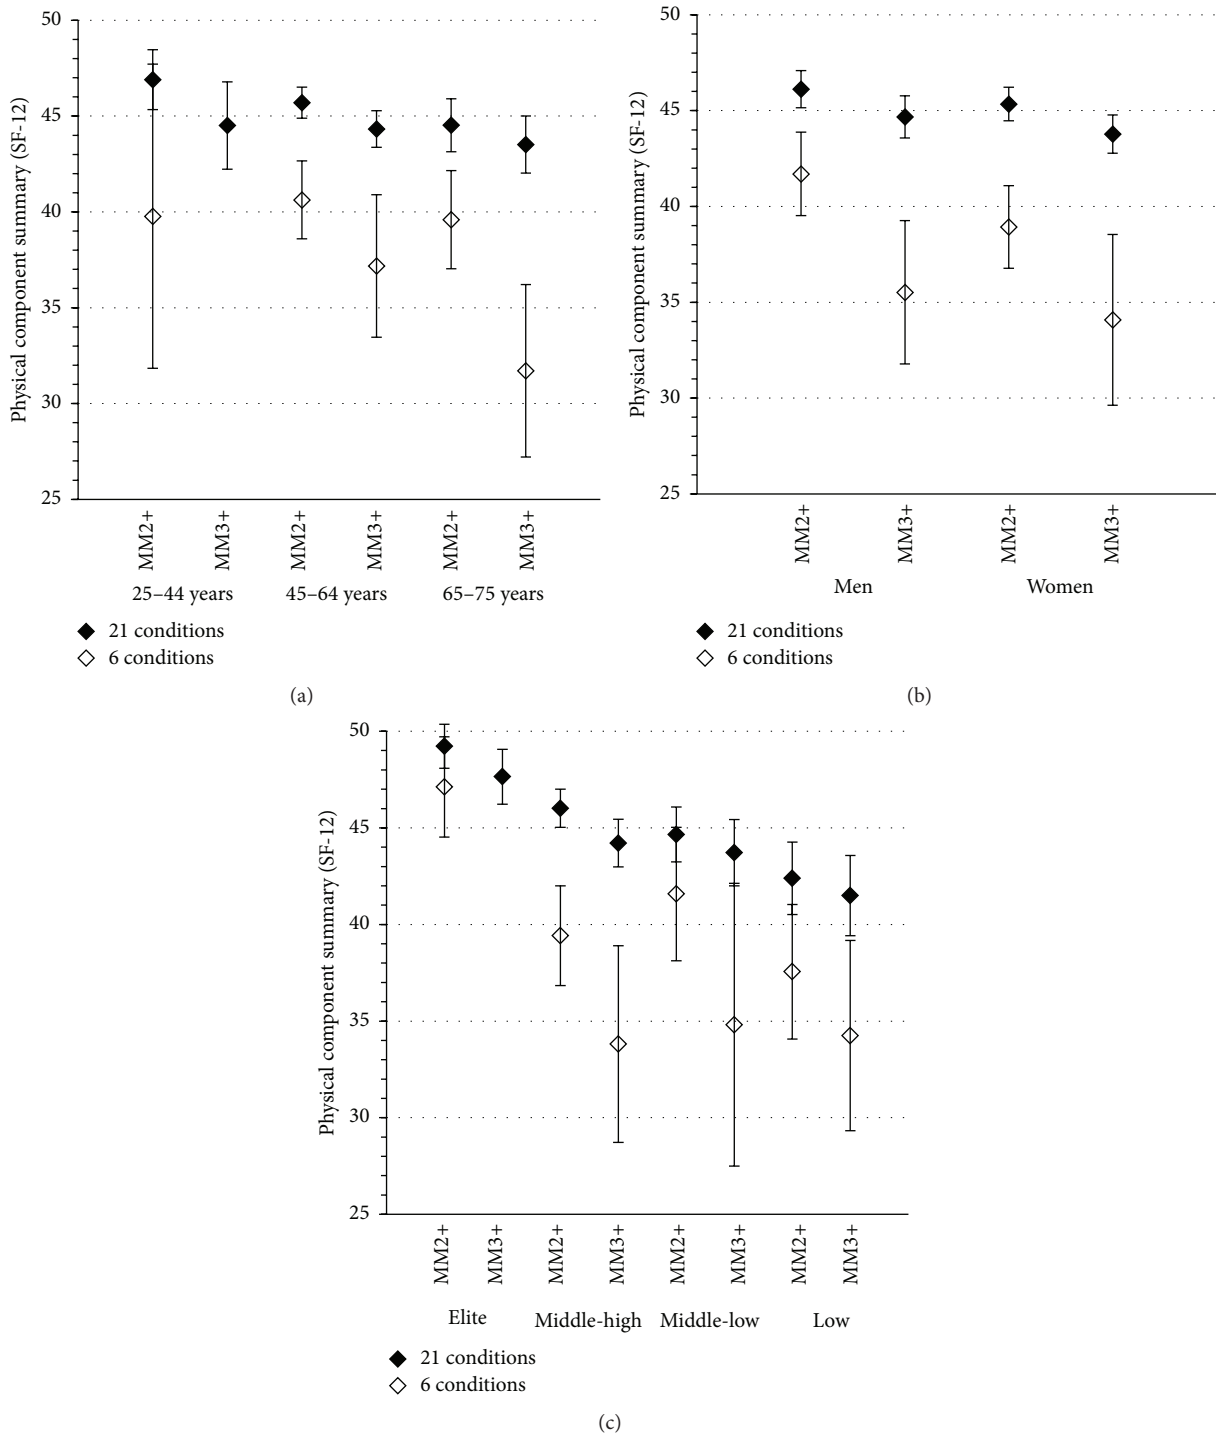 Physical component summary (SF-12)
50
45
40
35
30
25
MM2+
MM3+
MM2+
MM3+
MM2+
MM3+
25–44 years
45–64 years
65–75 years
21 conditions
6 conditions
(a)
Physical component summary (SF-12)
50
45
40
35
30
25
MM2+
MM3+
MM2+
MM3+
Men
Women
21 conditions
6 conditions
(b)
Physical component summary (SF-12)
50
45
40
35
30
25
MM2+
MM3+
MM2+
MM3+
MM2+
MM3+
MM2+
MM3+
Elite
Middle-high
Middle-low
Low
21 conditions
6 conditions
(c)